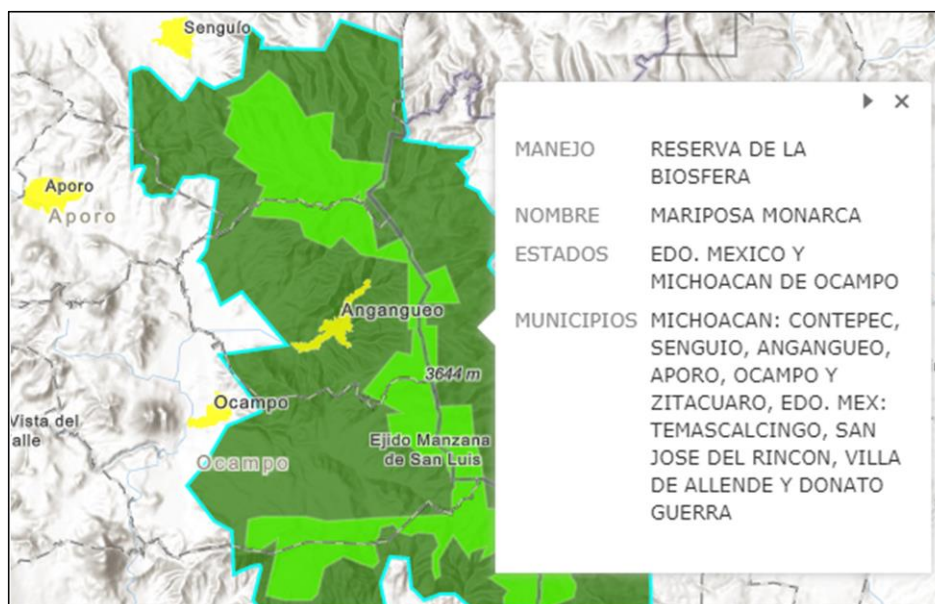 Senguío
Aporo
Aporo
Angangueo
3644 m
Ocampo
Vista del
alle
Ejido Manzana
de San Luis
Ocampo
MANEJO RESERVA DE LA
BIOSFERA
NOMBRE MARIPOSA MONARCA
ESTADOS EDO. MEXICO Y
MICHOACAN DE OCAMPO
MUNICIPIOS MICHOACAN: CONTEPEC,
SENGUIO, ANGANGUEO,
APORO, OCAMPO Y
ZITACUARO, EDO. MEX:
TEMASCALCINGO, SAN
JOSE DEL RINCON, VILLA
DE ALLENDE Y DONATO
GUERRA